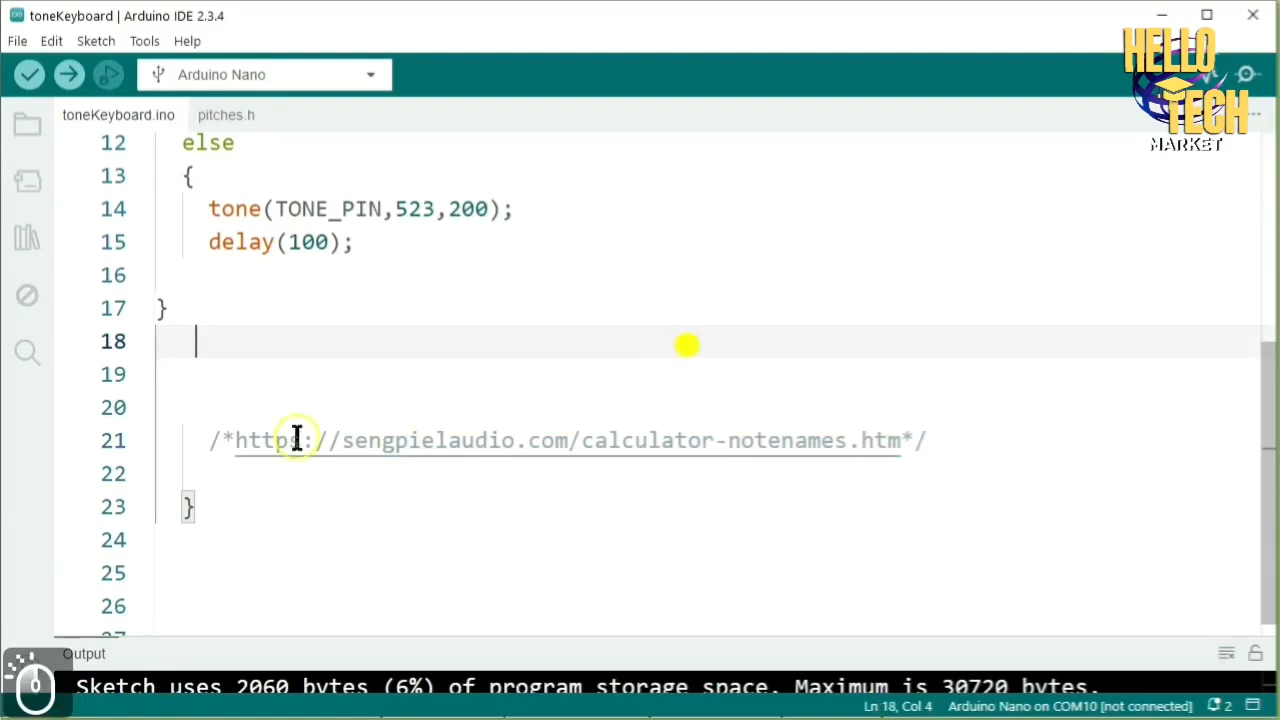 toneKeyboard | Arduino IDE 2.3.4
File Edit Sketch Tools Help
Arduino Nano
HELLO
TECH
MARKET
toneKeyboard.ino pitches.h
12 else
13 {
14 tone(TONE_PIN,523,200);
15 delay(100);
16
17 }
18
19
20
21 /*https://sengpielaudio.com/calculator-notenames.htm*/
22
23 }
24
25
26
27
Output
Sketch uses 2060 bytes (6%) of program storage space. Maximum is 30720 bytes.
Ln 18, Col 4 Arduino Nano on COM10 [not connected] 2